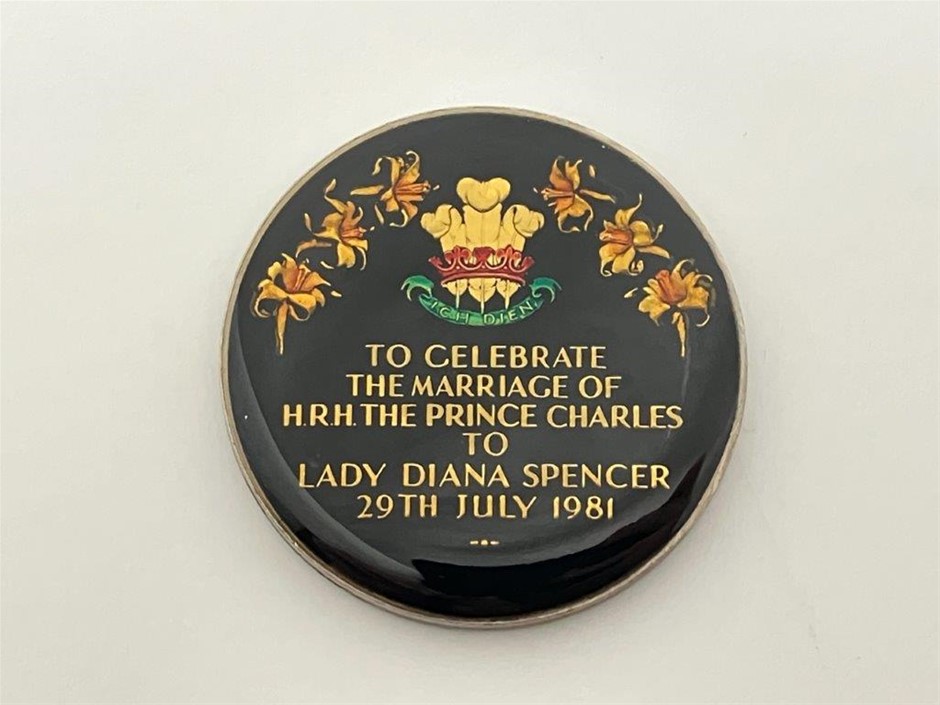 ICH DIEN
TO CELEBRATE
THE MARRIAGE OF
H.R.H. THE PRINCE CHARLES
TO
LADY DIANA SPENCER
29TH JULY 1981